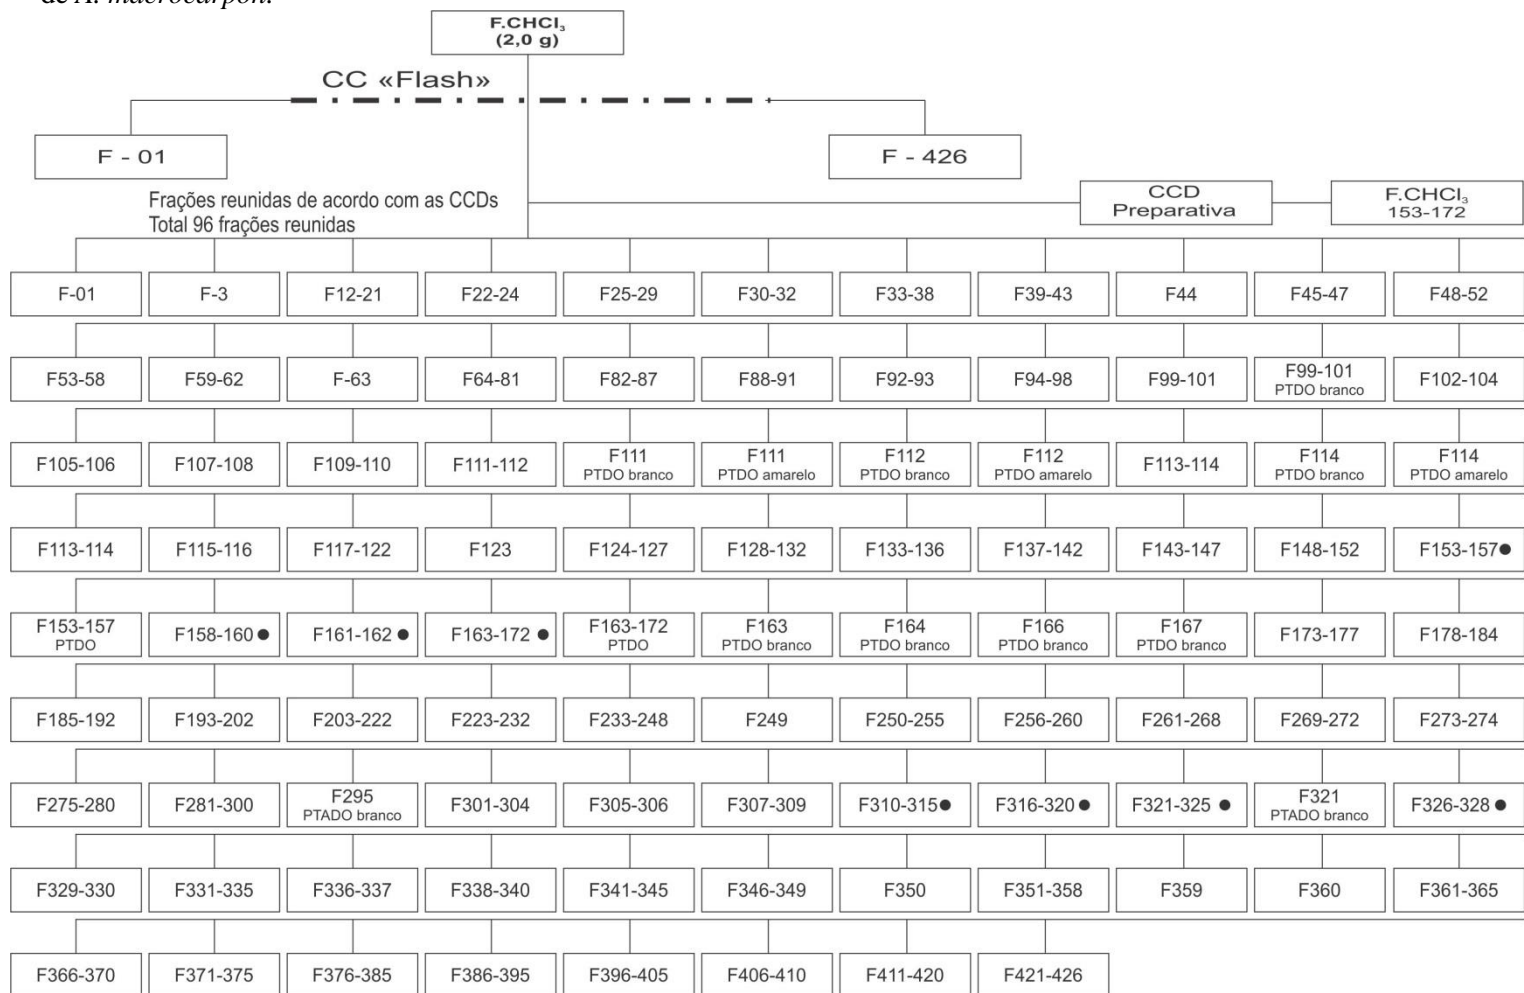 de A. macrocarpon.
F.CHCl₃
(2,0 g)
CC «Flash»
F - 01
F - 426
Frações reunidas de acordo com as CCDs
Total 96 frações reunidas
CCD
Preparativa
F.CHCl₃
153-172
F-01
F-3
F12-21
F22-24
F25-29
F30-32
F33-38
F39-43
F44
F45-47
F48-52
F53-58
F59-62
F-63
F64-81
F82-87
F88-91
F92-93
F94-98
F99-101
F99-101
PTDO branco
F102-104
F105-106
F107-108
F109-110
F111-112
F111
PTDO branco
F111
PTDO amarelo
F112
PTDO branco
F112
PTDO amarelo
F113-114
F114
PTDO branco
F114
PTDO amarelo
F113-114
F115-116
F117-122
F123
F124-127
F128-132
F133-136
F137-142
F143-147
F148-152
F153-157●
F153-157
PTDO
F158-160●
F161-162 ●
F163-172 ●
F163-172
PTDO
F163
PTDO branco
F164
PTDO branco
F166
PTDO branco
F167
PTDO branco
F173-177
F178-184
F185-192
F193-202
F203-222
F223-232
F233-248
F249
F250-255
F256-260
F261-268
F269-272
F273-274
F275-280
F281-300
F295
PTADO branco
F301-304
F305-306
F307-309
F310-315●
F316-320●
F321-325 ●
F321
PTADO branco
F326-328 ●
F329-330
F331-335
F336-337
F338-340
F341-345
F346-349
F350
F351-358
F359
F360
F361-365
F366-370
F371-375
F376-385
F386-395
F396-405
F406-410
F411-420
F421-426